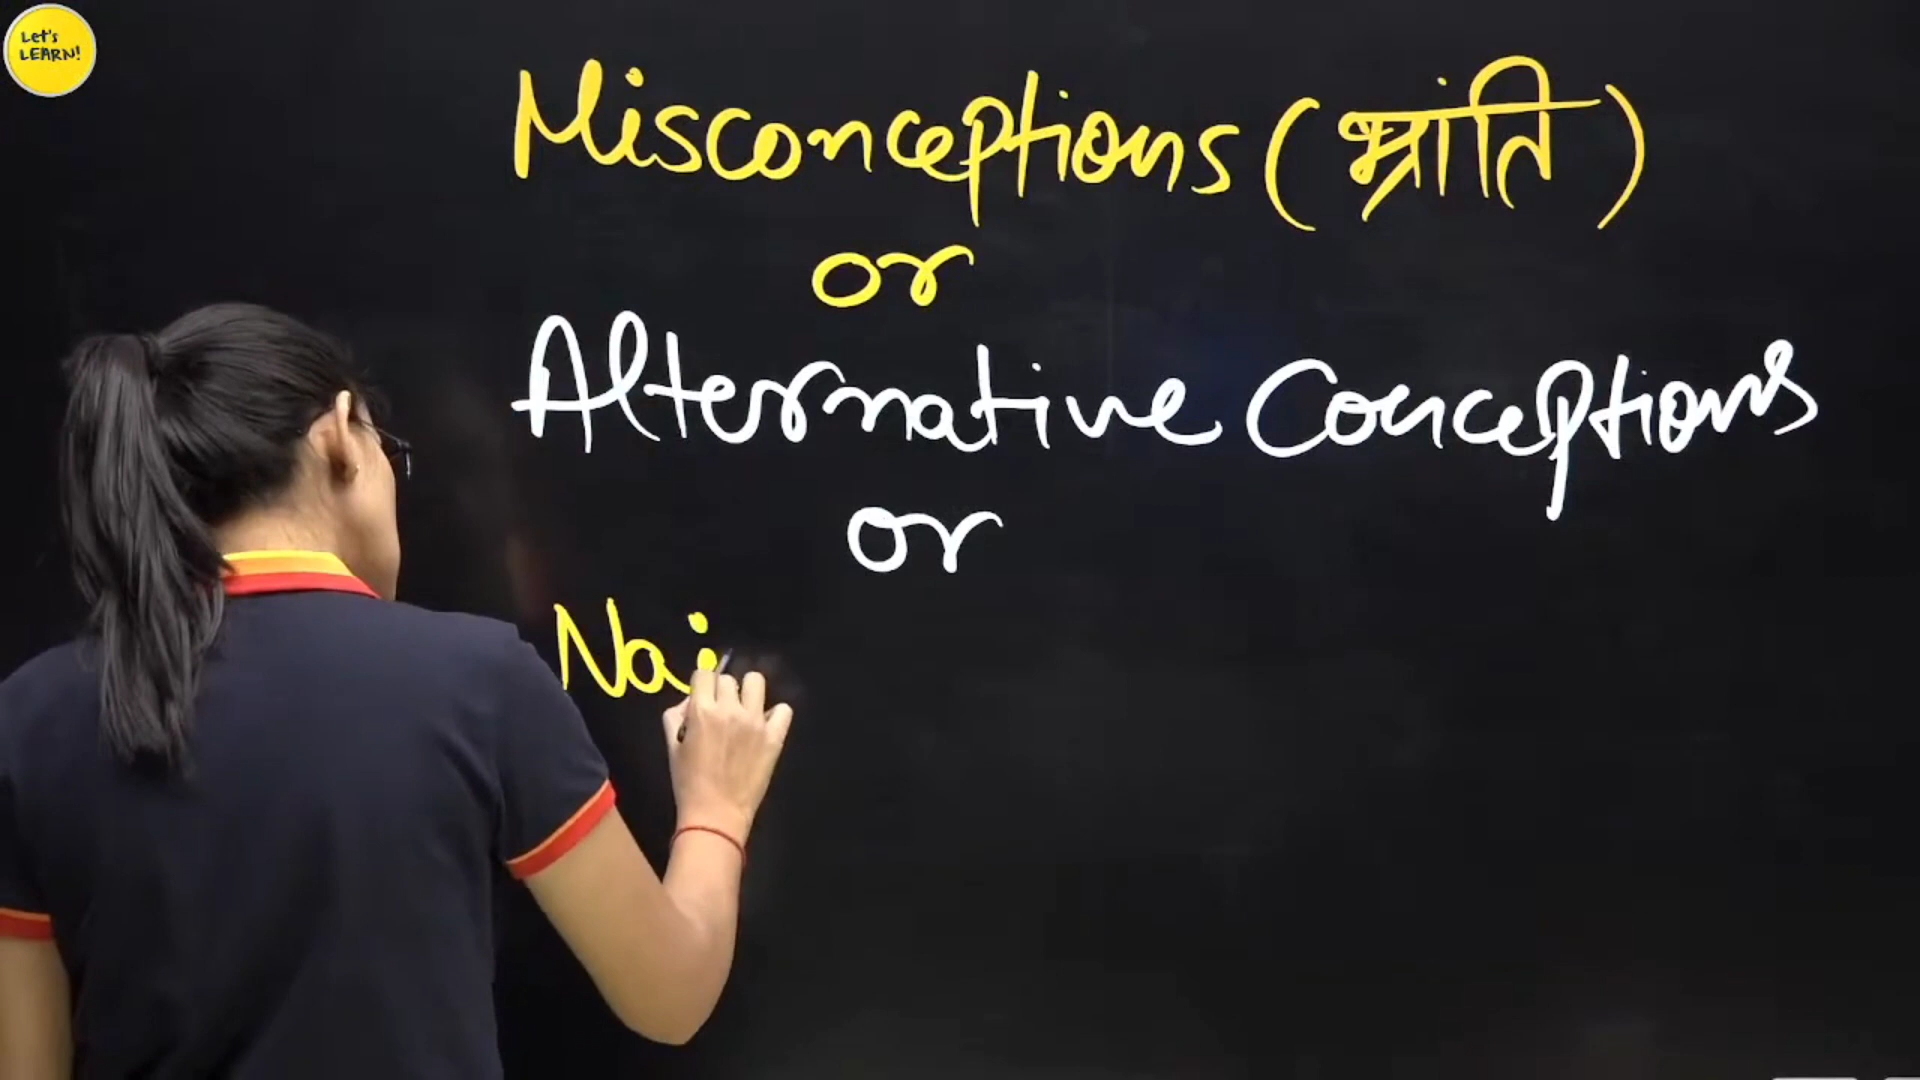 Let's
LEARN!
Misconceptions (भ्रांति)
or
Alternative Conceptions
or
Nai